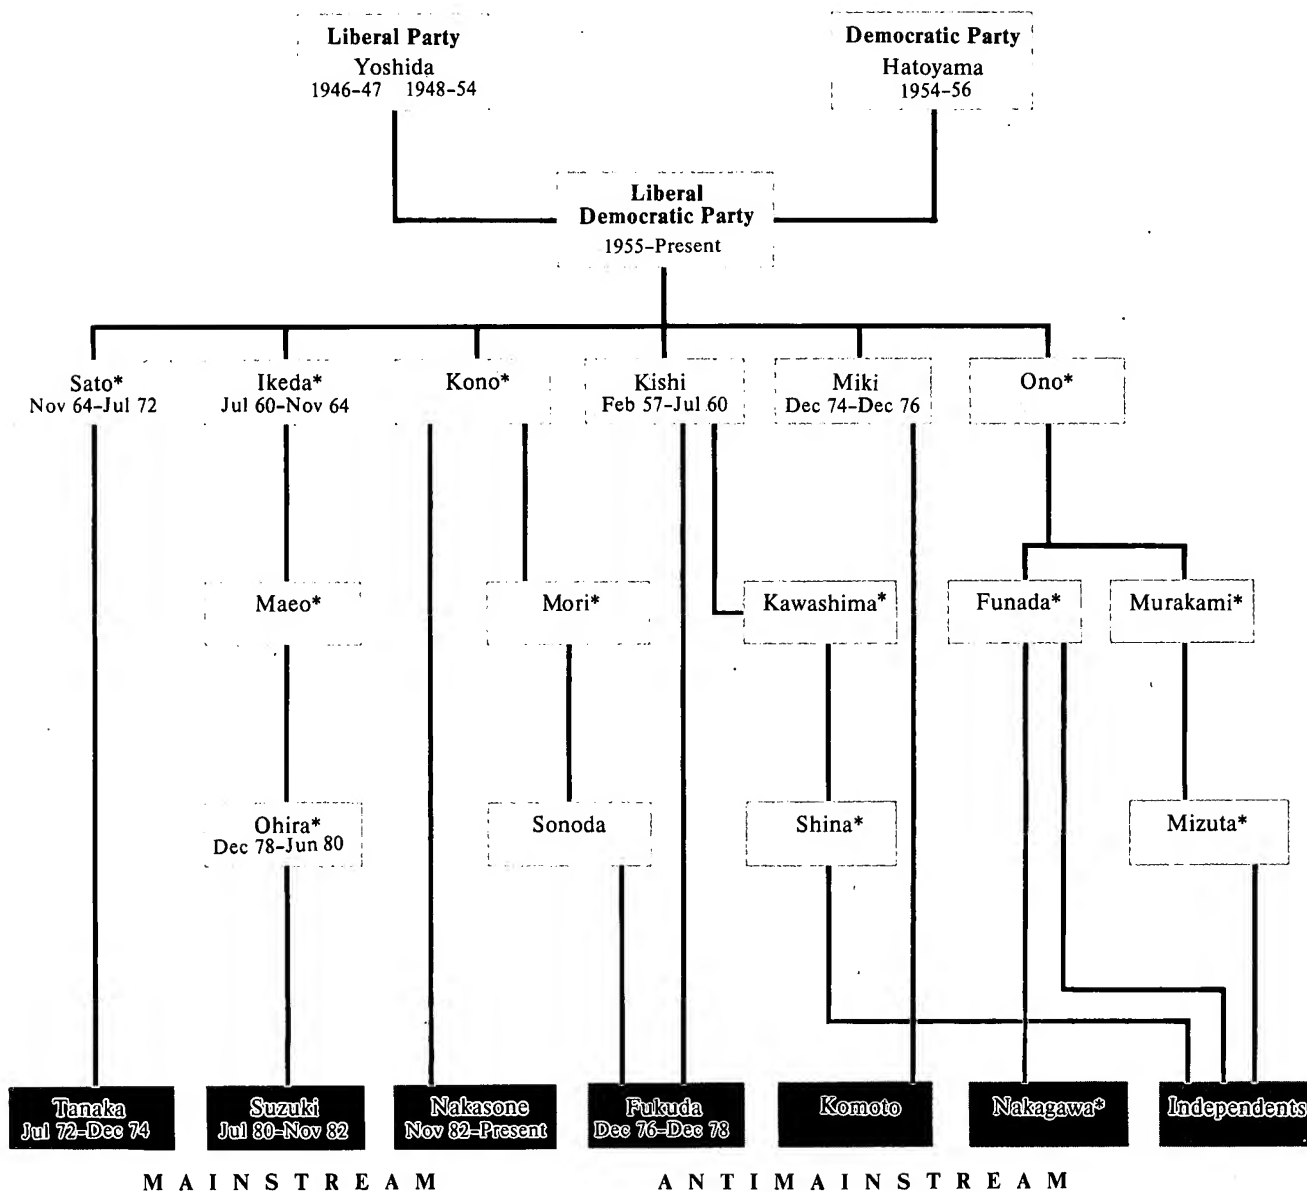 Liberal Party
Yoshida
1946-47 1948-54
Democratic Party
Hatoyama
1954-56
Liberal
Democratic Party
1955-Present
Sato*
Nov 64-Jul 72
Ikeda*
Jul 60-Nov 64
Kono*
Kishi
Feb 57-Jul 60
Miki
Dec 74-Dec 76
Ono*
Maeo*
Mori*
Kawashima*
Funada*
Murakami*
Ohira*
Dec 78-Jun 80
Sonoda
Shina*
Mizuta*
Tanaka
Jul 72-Dec 74
Suzuki
Jul 80-Nov 82
Nakasone
Nov 82-Present
Fukuda
Dec 76-Dec 78
Komoto
Nakagawa*
Independents
MAINSTREAM
ANTIMAINSTREAM